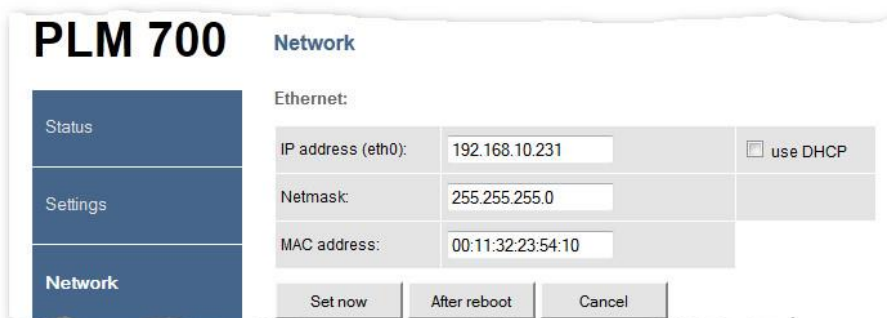 PLM 700
Network
Ethernet:
Status
Settings
Network
IP address (eth0): 192.168.10.231 use DHCP
Netmask: 255.255.255.0
MAC address: 00:11:32:23:54:10
Set now After reboot Cancel